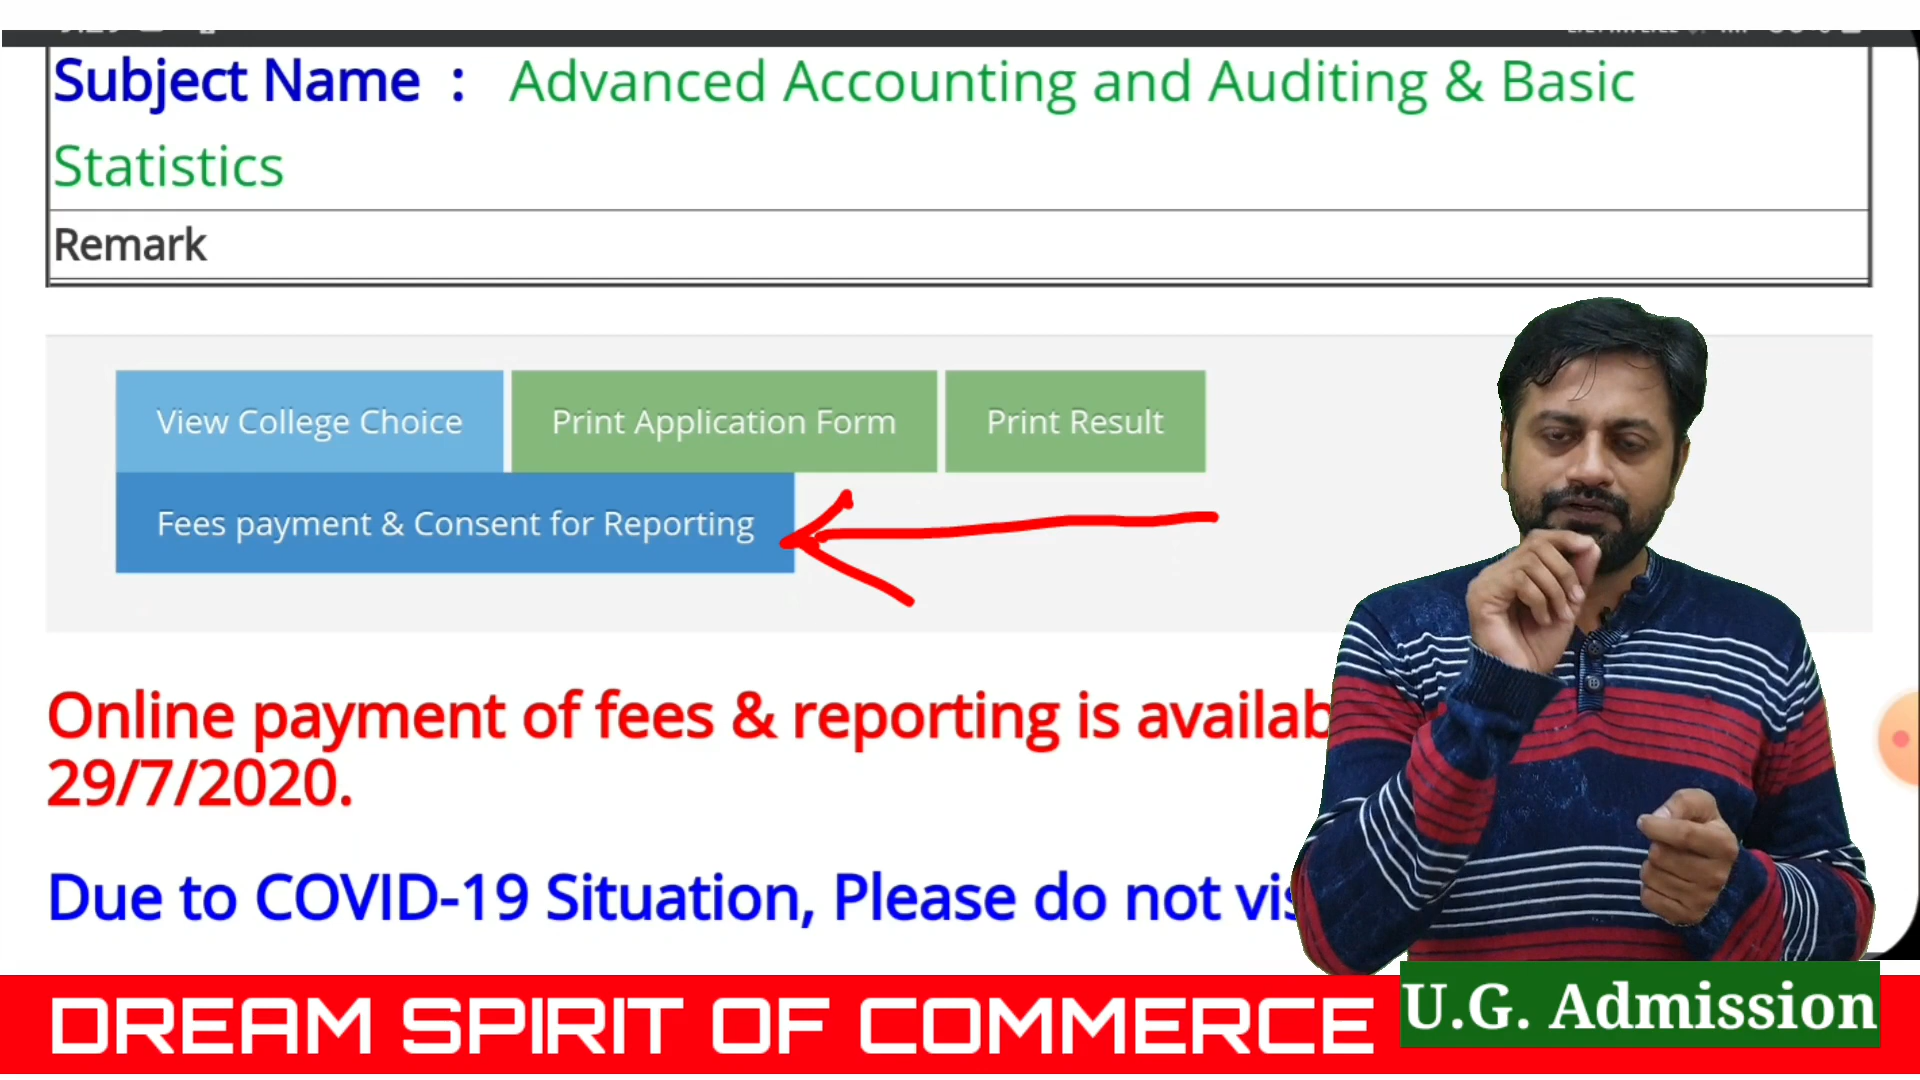 Subject Name : Advanced Accounting and Auditing & Basic
Statistics
Remark
View College Choice
Print Application Form
Print Result
Fees payment & Consent for Reporting
Online payment of fees & reporting is
29/7/2020.
Due to COVID-19 Situation, Please do not
DREAM SPIRIT OF COMMERCE
U.G. Admission